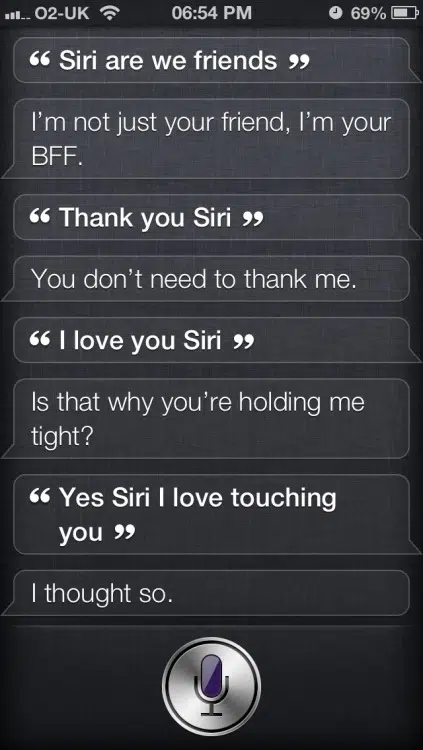 O2-UK 06:54 PM 69%
“ Siri are we friends ”
I’m not just your friend, I’m your
BFF.
“ Thank you Siri ”
You don’t need to thank me.
“ I love you Siri ”
Is that why you’re holding me
tight?
“ Yes Siri I love touching
you ”
I thought so.